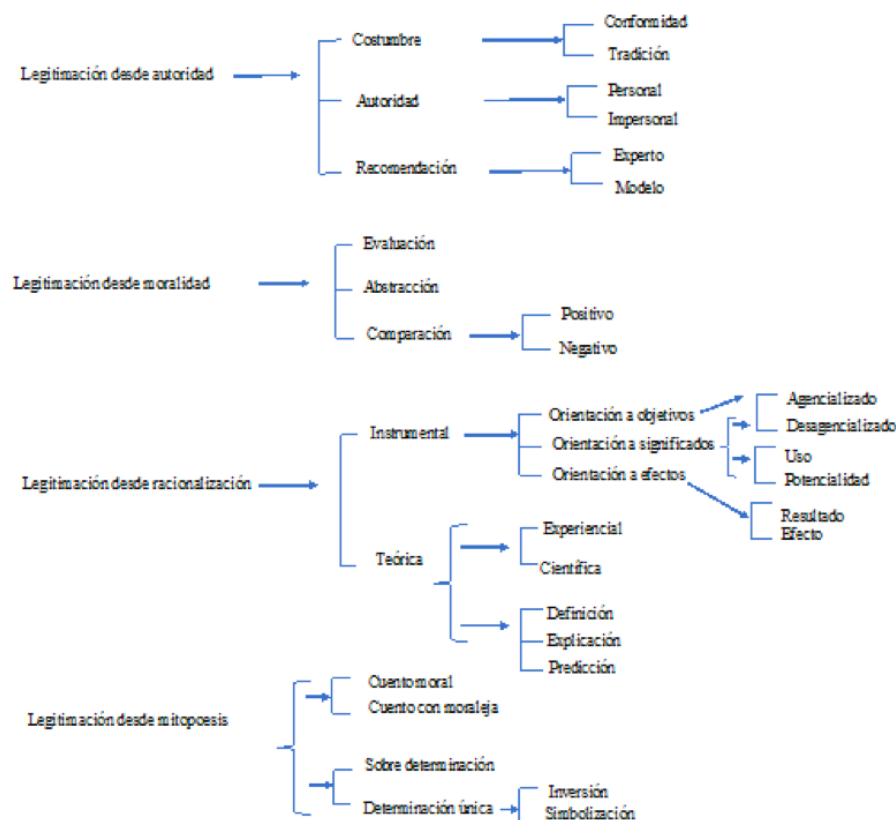 Legitimación desde autoridad
Costumbre
Conformidad
Tradición
Autoridad
Personal
Impersonal
Recomendación
Experto
Modelo
Legitimación desde moralidad
Evaluación
Abstracción
Comparación
Positivo
Negativo
Legitimación desde racionalización
Instrumental
Orientación a objetivos
Orientación a significados
Orientación a efectos
Agencializado
Desagencializado
Uso
Potencialidad
Resultado
Efecto
Teórica
Experiencial
Científica
Definición
Explicación
Predicción
Legitimación desde mitopoesis
Cuento moral
Cuento con moraleja
Sobre determinación
Determinación única
Inversión
Simbolización